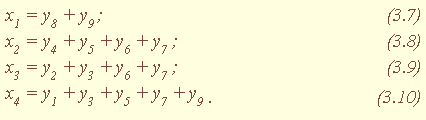 x₁ = y₈ + y₉; (3.7)
x₂ = y₄ + y₅ + y₆ + y₇ ; (3.8)
x₃ = y₂ + y₃ + y₆ + y₇ ; (3.9)
x₄ = y₁ + y₃ + y₅ + y₇ + y₉ . (3.10)